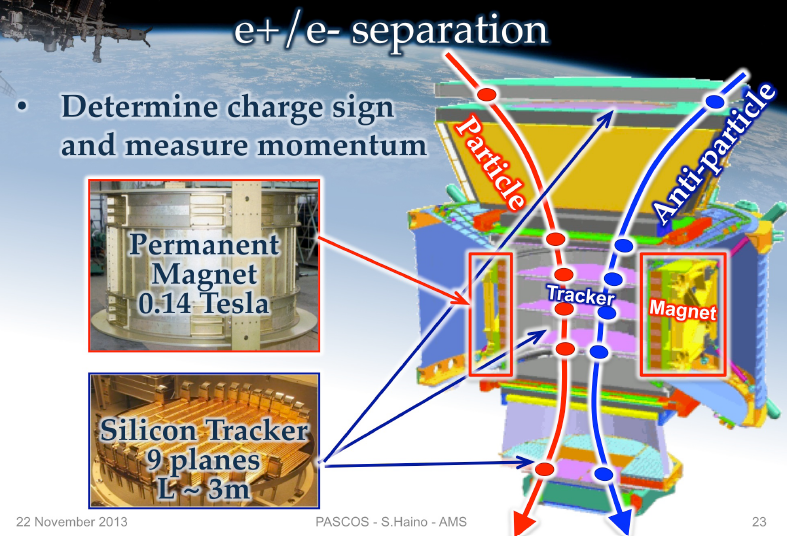 e+/e- separation
• Determine charge sign
and measure momentum
Particle
Anti-particle
Permanent
Magnet
0.14 Tesla
Tracker
Magnet
Silicon Tracker
9 planes
L ~ 3m
22 November 2013
PASCOS - S.Haino - AMS
23